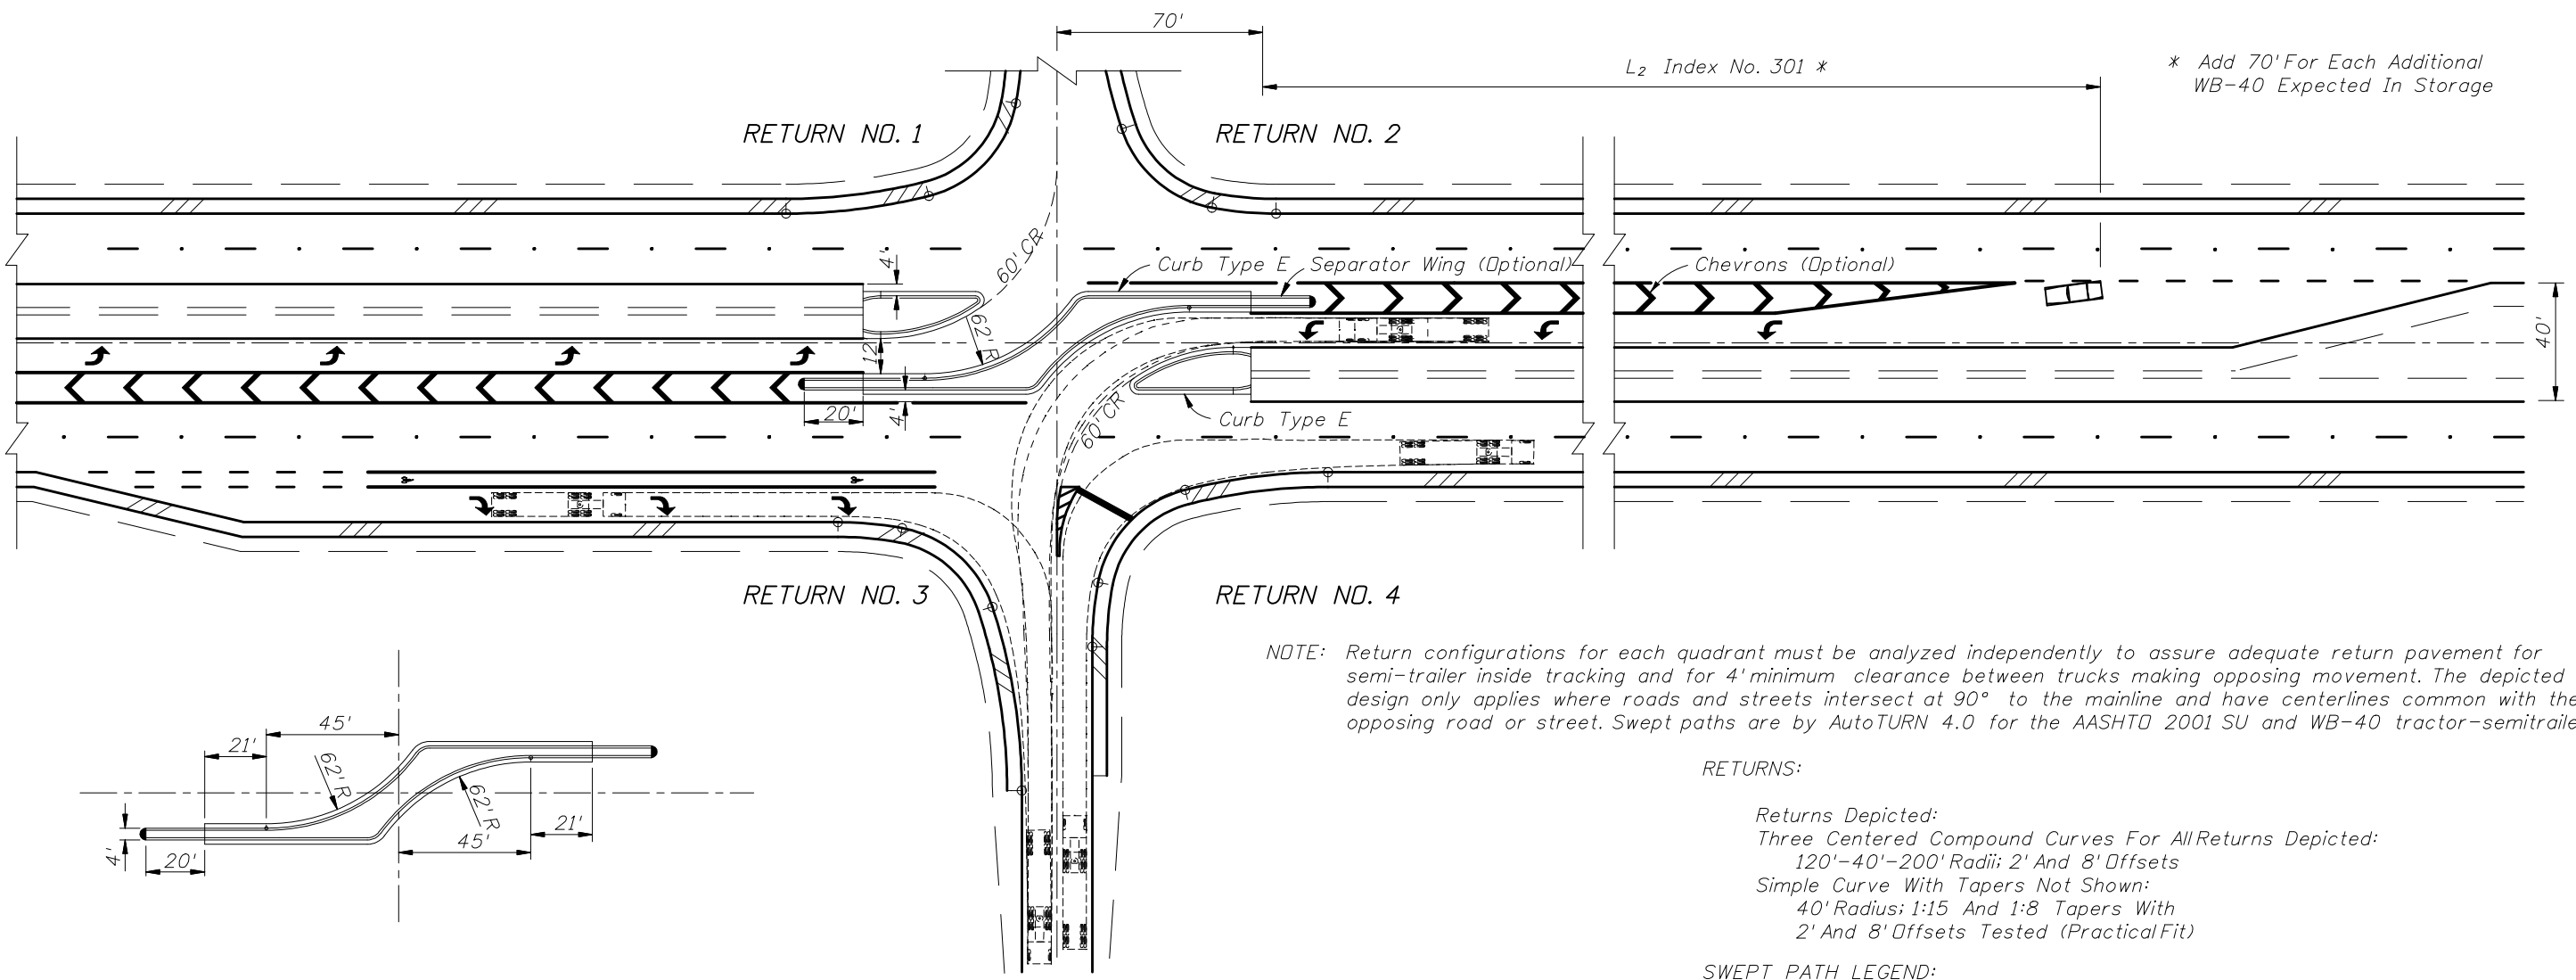 70'
L₂ Index No. 301 *
* Add 70' For Each Additional
WB-40 Expected In Storage
RETURN NO. 1
RETURN NO. 2
60' CR
4'
Curb Type E
Separator Wing (Optional)
Chevrons (Optional)
62' R
12'
40'
20'
4'
60' CR
Curb Type E
RETURN NO. 3
RETURN NO. 4
NOTE: Return configurations for each quadrant must be analyzed independently to assure adequate return pavement for
semi-trailer inside tracking and for 4' minimum clearance between trucks making opposing movement. The depicted
design only applies where roads and streets intersect at 90° to the mainline and have centerlines common with the
opposing road or street. Swept paths are by AutoTURN 4.0 for the AASHTO 2001 SU and WB-40 tractor-semitraile
45'
21'
62' R
62' R
21'
45'
4'
20'
RETURNS:
Returns Depicted:
Three Centered Compound Curves For All Returns Depicted:
120'-40'-200' Radii; 2' And 8' Offsets
Simple Curve With Tapers Not Shown:
40' Radius; 1:15 And 1:8 Tapers With
2' And 8' Offsets Tested (Practical Fit)
SWEPT PATH LEGEND: